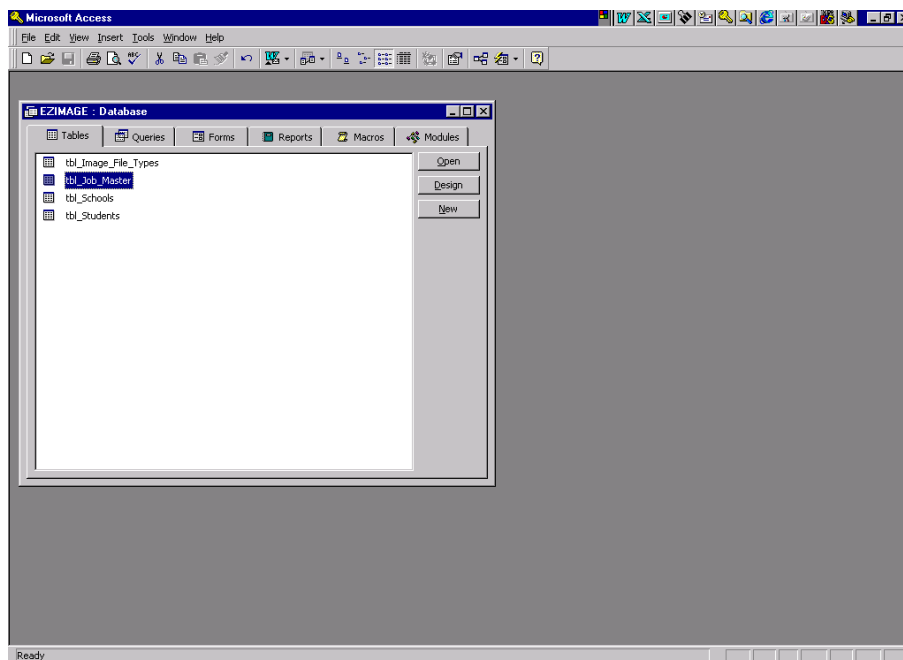 Microsoft Access
File Edit View Insert Tools Window Help
EZIMAGE : Database
Tables Queries Forms Reports Macros Modules
tbl_Image_File_Types
tbl_Job_Master
tbl_Schools
tbl_Students
Open
Design
New
Ready